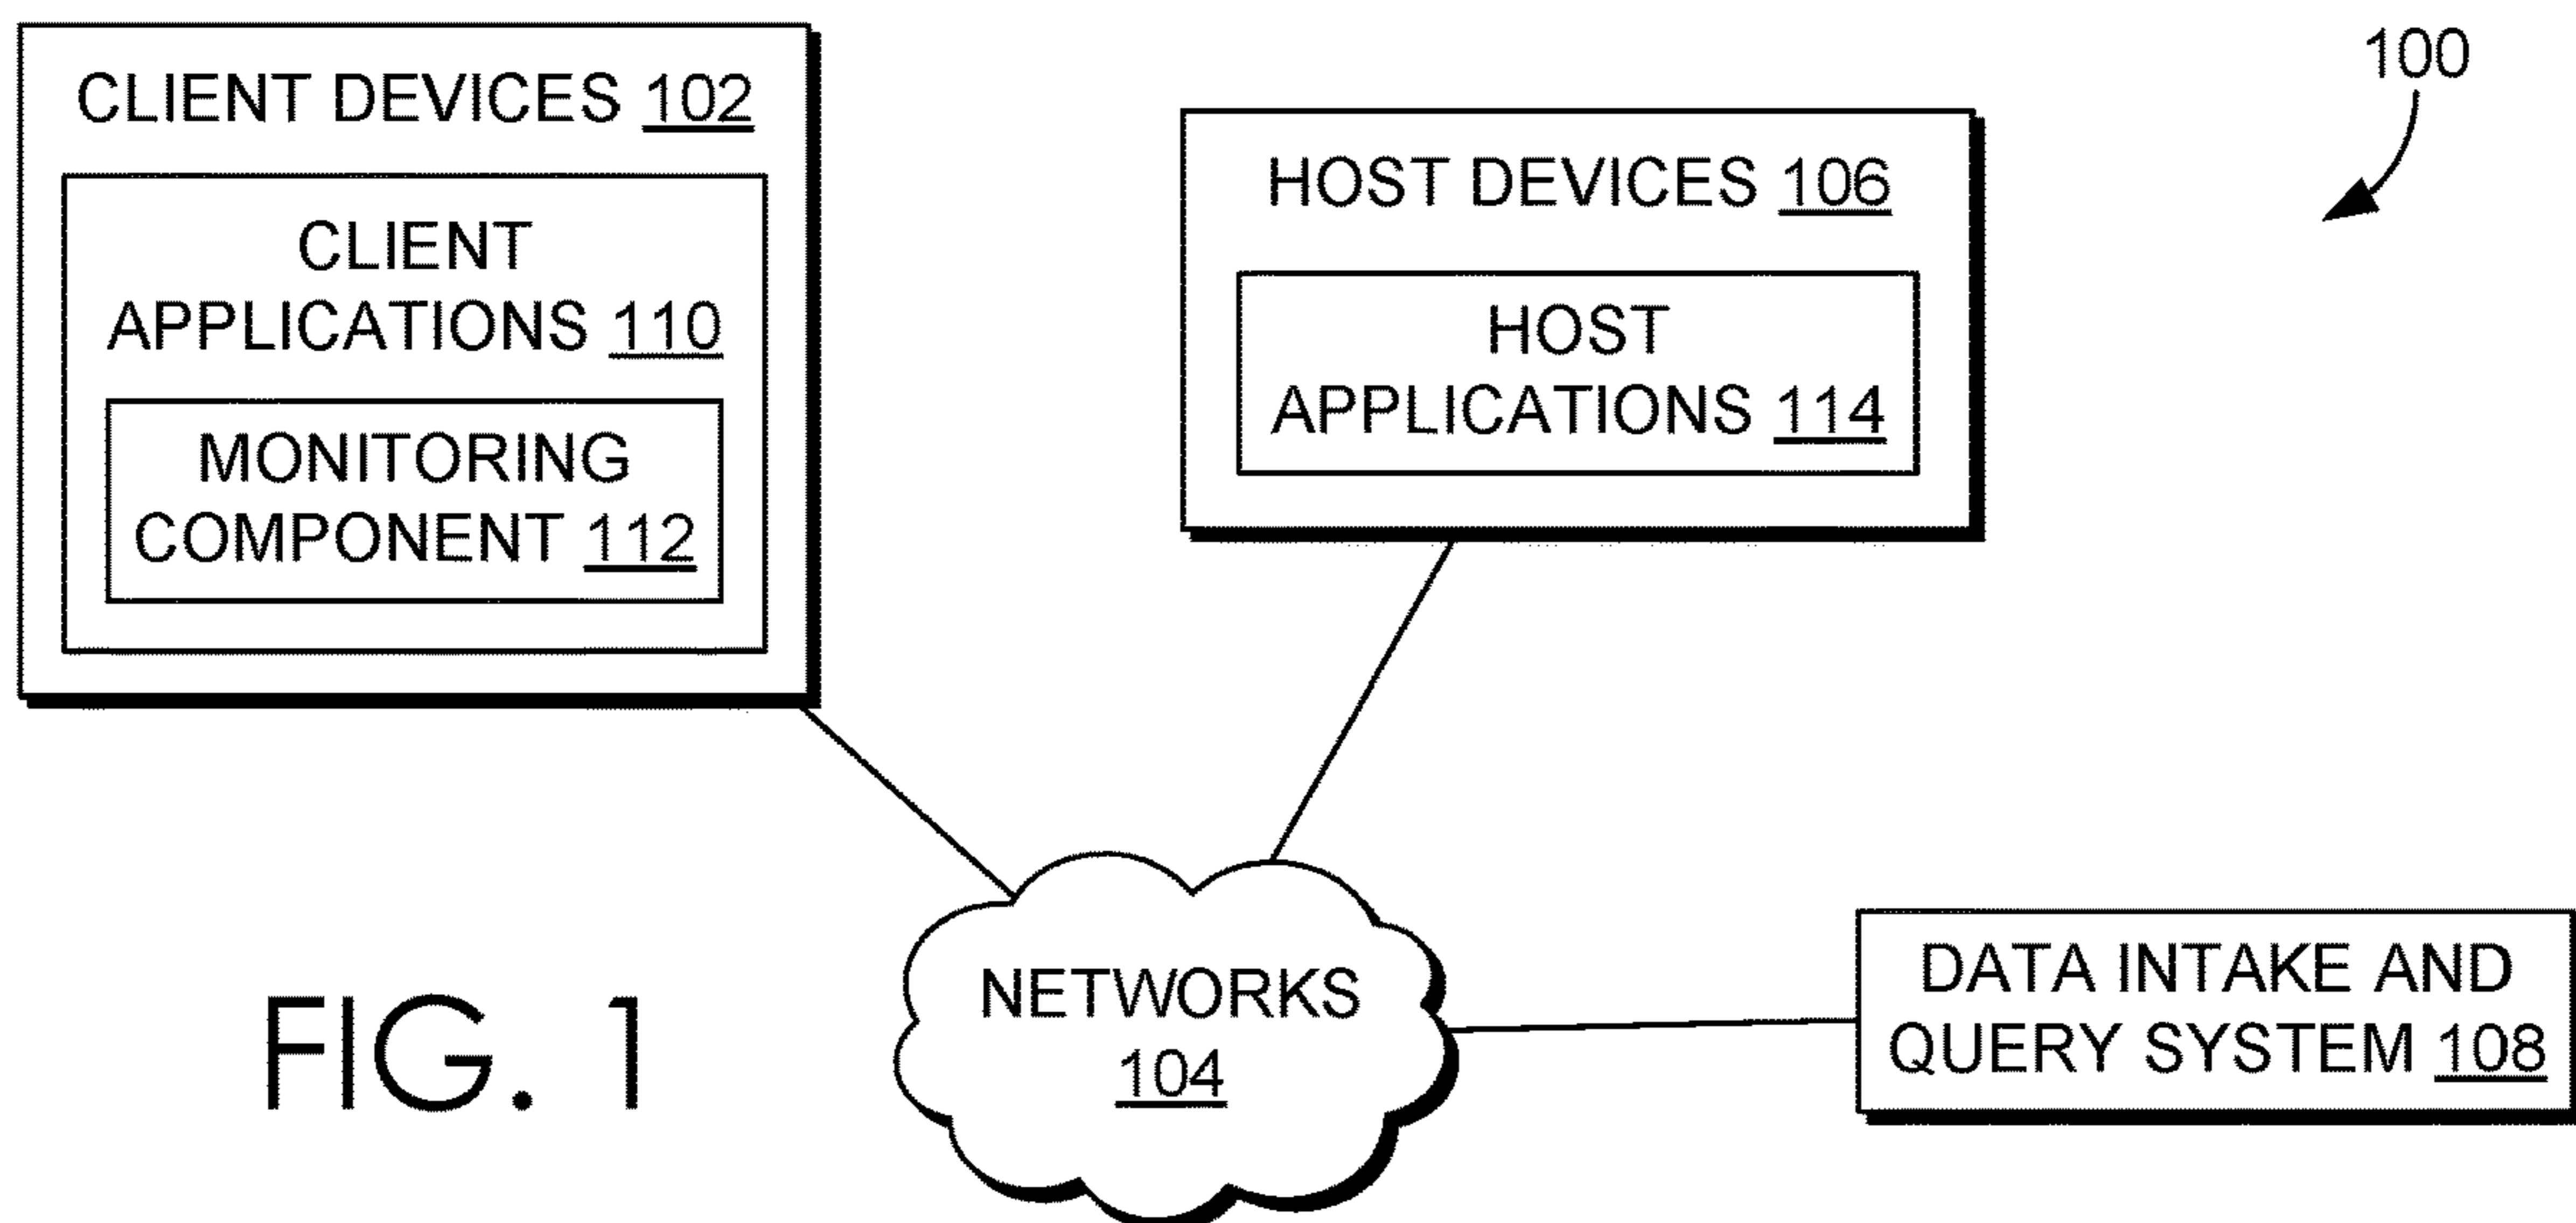 CLIENT DEVICES 102
CLIENT
APPLICATIONS 110
MONITORING
COMPONENT 112
HOST DEVICES 106
HOST
APPLICATIONS 114
100
NETWORKS
104
DATA INTAKE AND
QUERY SYSTEM 108
FIG. 1